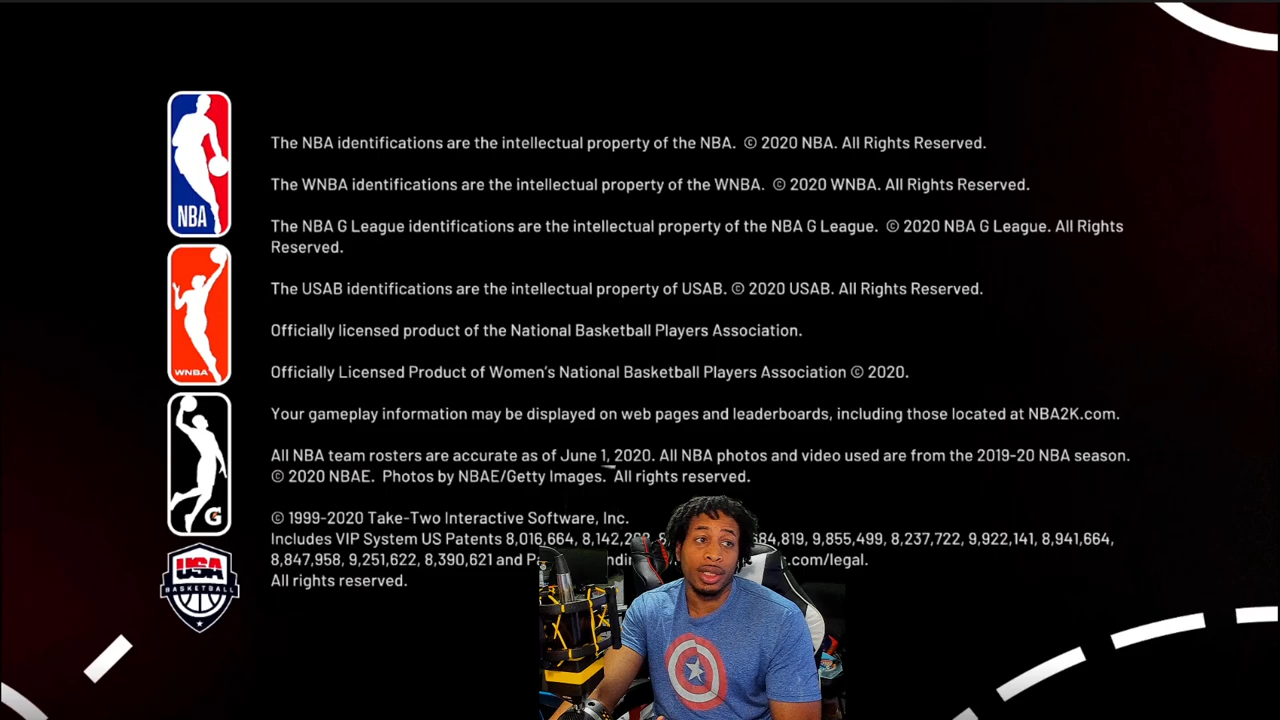 The NBA identifications are the intellectual property of the NBA. © 2020 NBA. All Rights Reserved.
NBA
The WNBA identifications are the intellectual property of the WNBA. © 2020 WNBA. All Rights Reserved.
The NBA G League identifications are the intellectual property of the NBA G League. © 2020 NBA G League. All Rights
Reserved.
The USAB identifications are the intellectual property of USAB. © 2020 USAB. All Rights Reserved.
Officially licensed product of the National Basketball Players Association.
WNBA
Officially Licensed Product of Women's National Basketball Players Association © 2020.
Your gameplay information may be displayed on web pages and leaderboards, including those located at NBA2K.com.
All NBA team rosters are accurate as of June 1, 2020. All NBA photos and video used are from the 2019-20 NBA season.
© 2020 NBAE. Photos by NBAE/Getty Images. All rights reserved.
G
© 1999-2020 Take-Two Interactive Software, Inc.
Includes VIP System US Patents 8,016,664, 9,855,499, 8,237,722, 9,922,141, 8,941,664,
8,847,958, 9,251,622, 8,390,621 and
All rights reserved.
USA
BASKETBALL